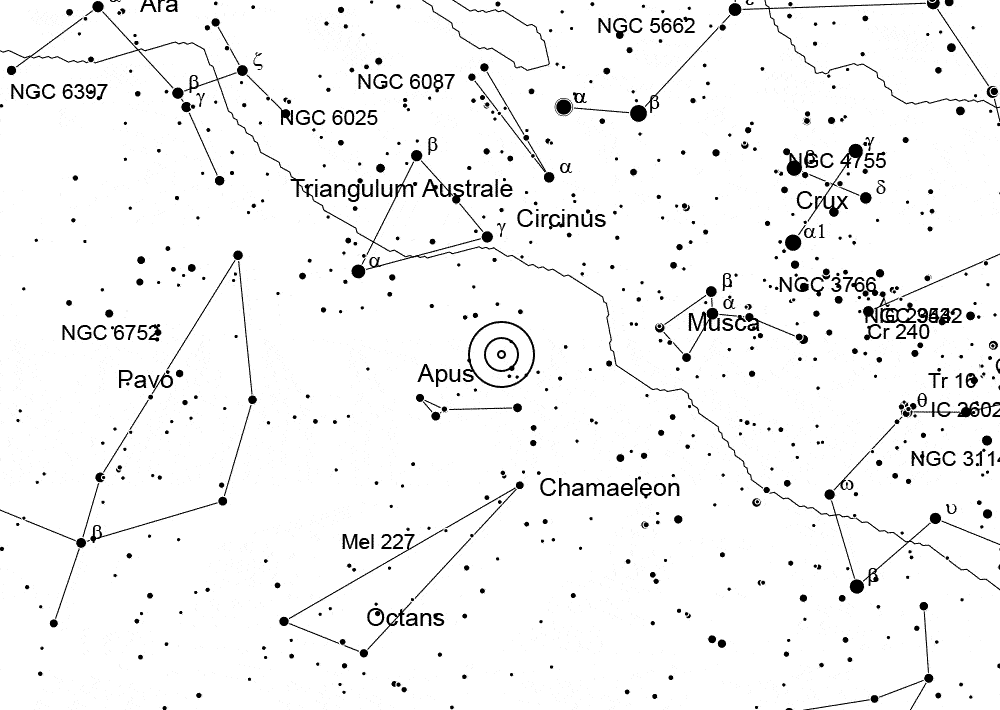 Ara
α
ε
NGC 5662
ζ
NGC 6397
β
γ
NGC 6087
α
β
NGC 6025
β
α
γ
β
NGC 4755
Triangulum Australe
δ
Crux
Circinus
γ
α1
α
β
NGC 3766
α
Musca
λ
Cr 240
NGC 6752
Pavo
Apus
Tr 16
θ
IC 2602
NGC 3114
Chamaeleon
ω
υ
β
Mel 227
β
Octans